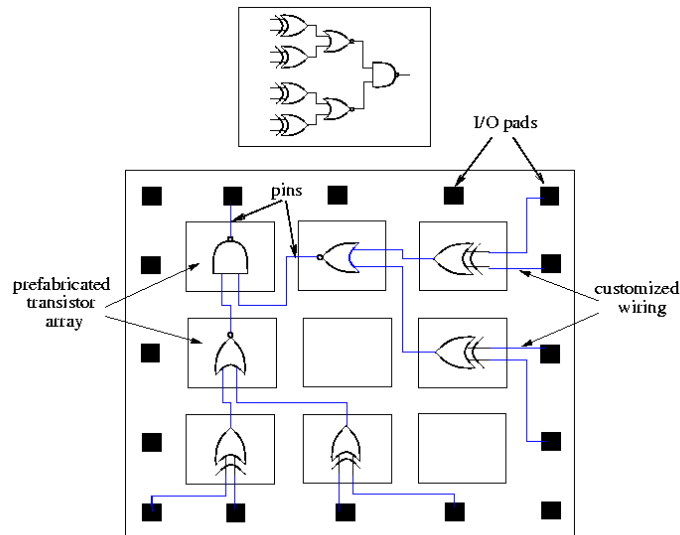 I/O pads
pins
prefabricated
transistor
array
customized
wiring